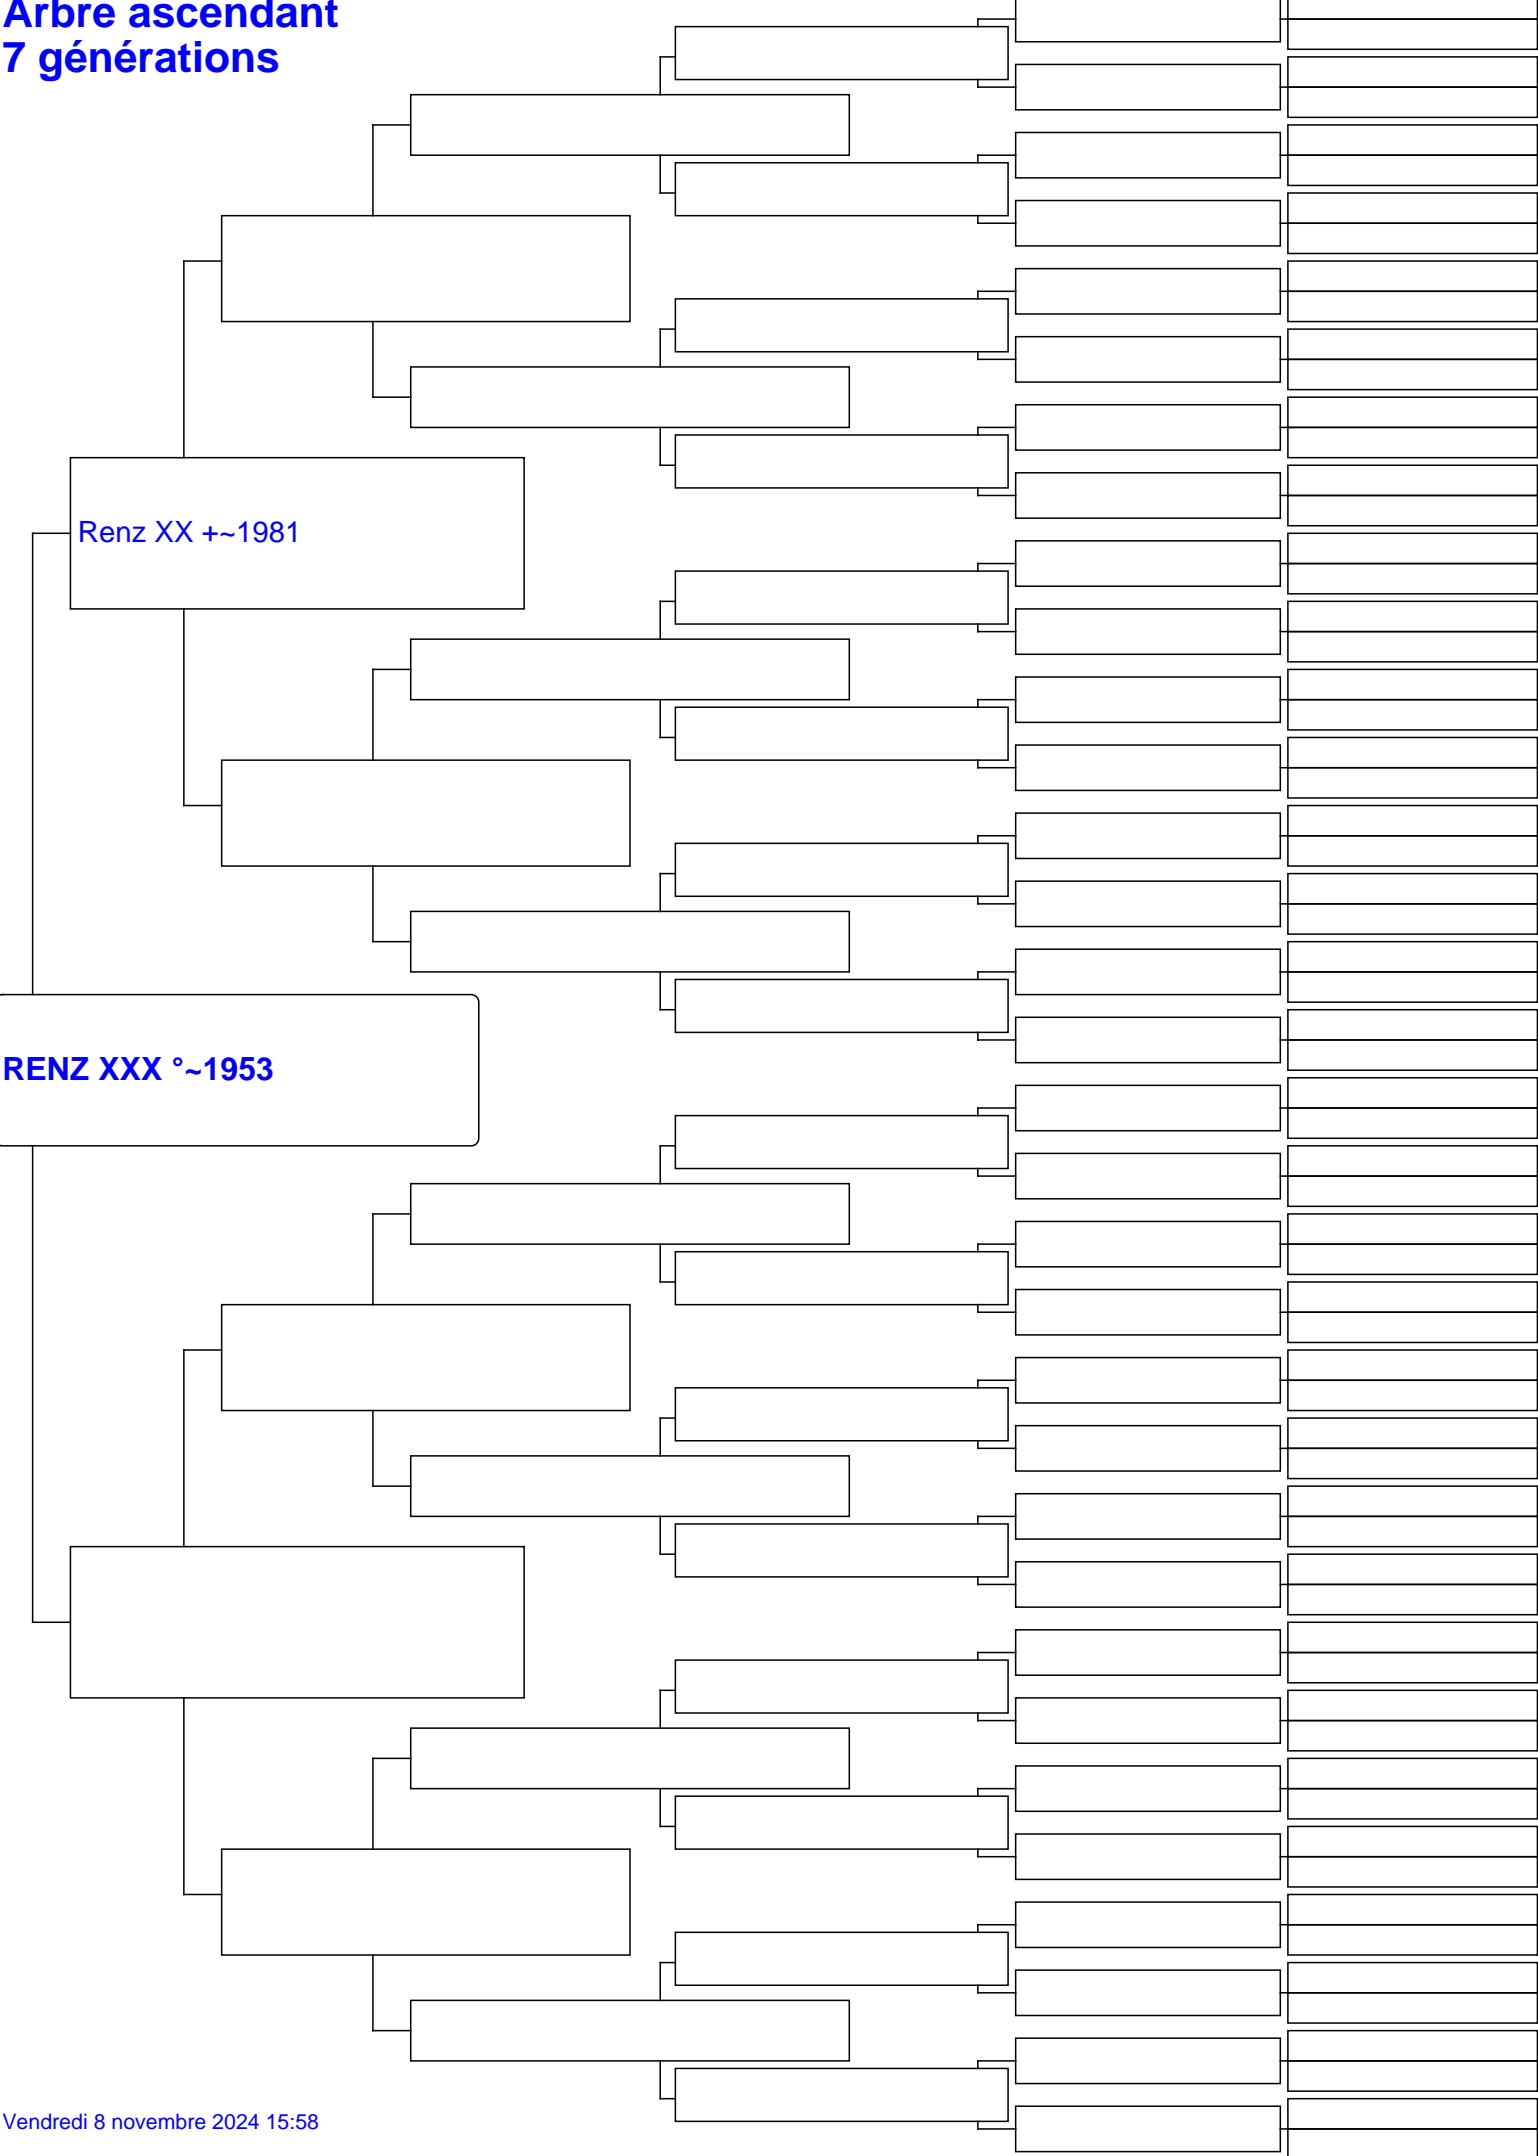 Arbre ascendant
7 générations
Renz XX +~1981
RENZ XXX °~1953
Vendredi 8 novembre 2024 15:58